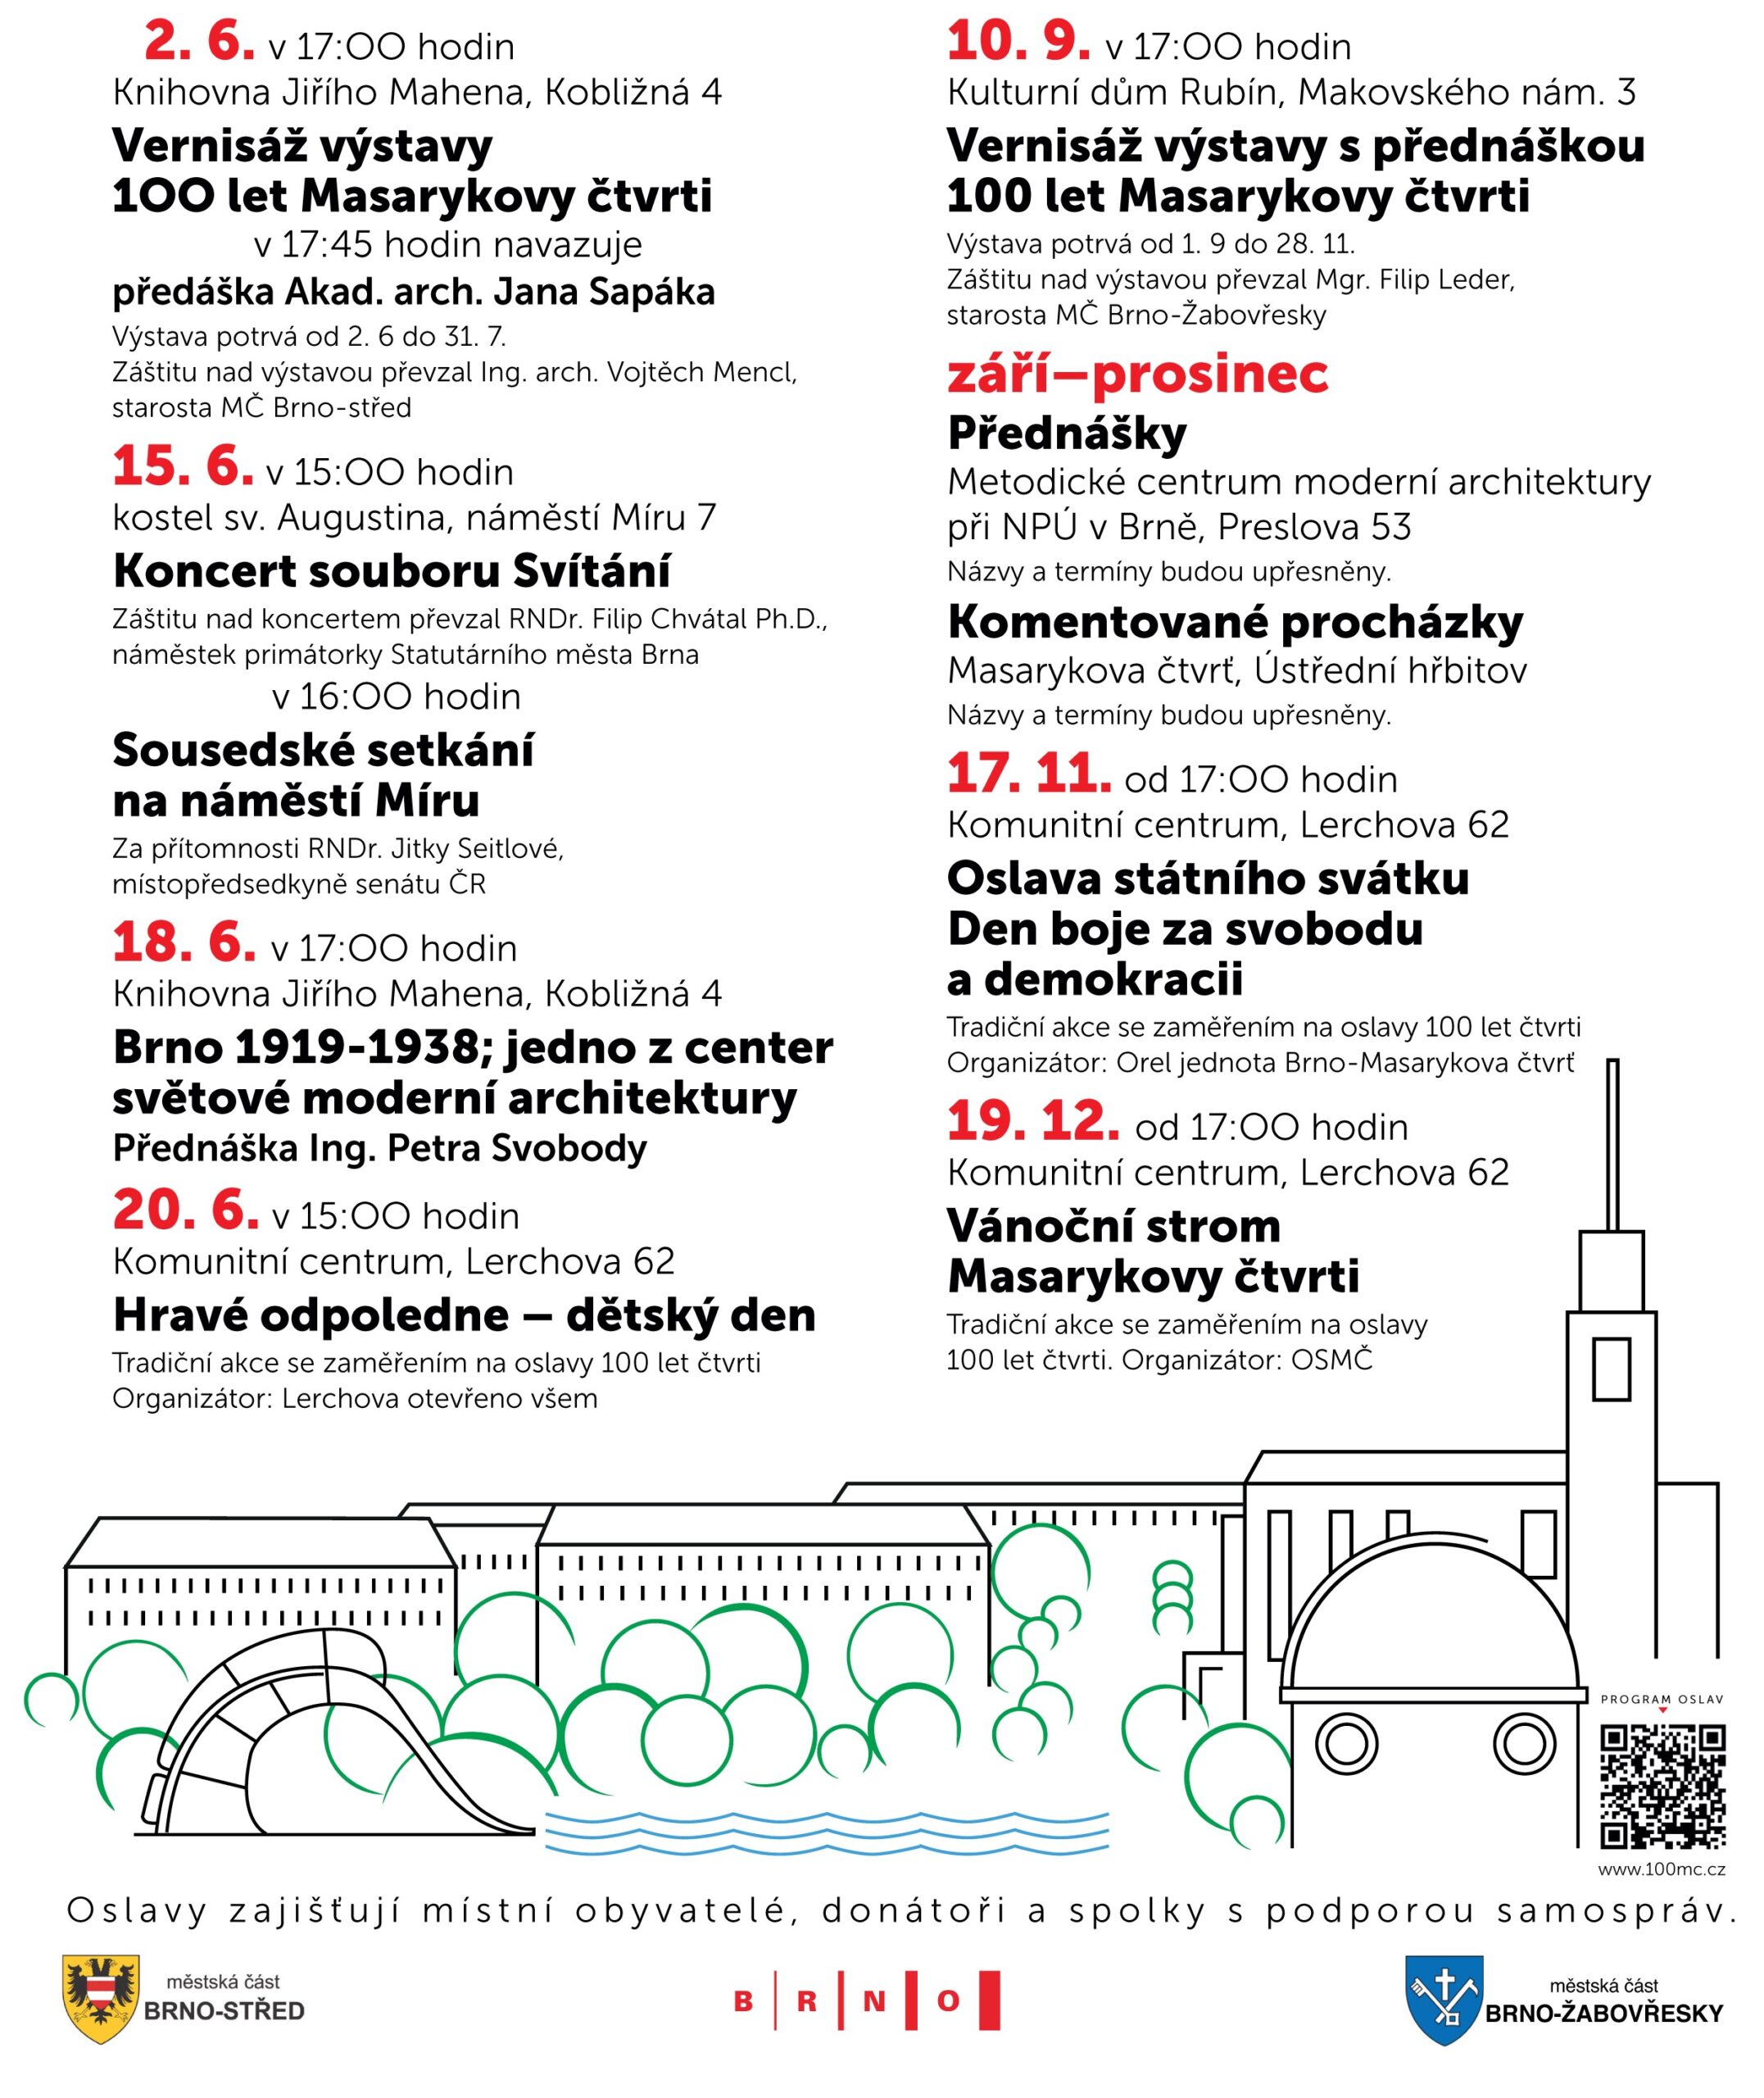 2. 6. v 17:00 hodin
Knihovna Jiřího Mahena, Kobližná 4
Vernisáž výstavy
100 let Masarykovy čtvrti
v 17:45 hodin navazuje
předáška Akad. arch. Jana Sapáka
Výstava potrvá od 2. 6 do 31. 7.
Záštitu nad výstavou převzal Ing. arch. Vojtěch Mencl,
starosta MČ Brno-střed
15. 6. v 15:00 hodin
kostel sv. Augustina, náměstí Míru 7
Koncert souboru Svítání
Záštitu nad koncertem převzal RNDr. Filip Chvátal Ph.D.,
náměstek primátorky Statutárního města Brna
v 16:00 hodin
Sousedské setkání
na náměstí Míru
Za přítomnosti RNDr. Jitky Seitlové,
místopředsedkyně senátu ČR
18. 6. v 17:00 hodin
Knihovna Jiřího Mahena, Kobližná 4
Brno 1919-1938; jedno z center
světové moderní architektury
Přednáška Ing. Petra Svobody
20. 6. v 15:00 hodin
Komunitní centrum, Lerchova 62
Hravé odpoledne – dětský den
Tradiční akce se zaměřením na oslavy 100 let čtvrti
Organizátor: Lerchova otevřeno všem
10. 9. v 17:00 hodin
Kulturní dům Rubín, Makovského nám. 3
Vernisáž výstavy s přednáškou
100 let Masarykovy čtvrti
Výstava potrvá od 1. 9 do 28. 11.
Záštitu nad výstavou převzal Mgr. Filip Leder,
starosta MČ Brno-Žabovřesky
září–prosinec
Přednášky
Metodické centrum moderní architektury
při NPÚ v Brně, Preslova 53
Názvy a termíny budou upřesněny.
Komentované procházky
Masarykova čtvrť, Ústřední hřbitov
Názvy a termíny budou upřesněny.
17. 11. od 17:00 hodin
Komunitní centrum, Lerchova 62
Oslava státního svátku
Den boje za svobodu
a demokracii
Tradiční akce se zaměřením na oslavy 100 let čtvrti
Organizátor: Orel jednota Brno-Masarykova čtvrť
19. 12. od 17:00 hodin
Komunitní centrum, Lerchova 62
Vánoční strom
Masarykovy čtvrti
Tradiční akce se zaměřením na oslavy
100 let čtvrti. Organizátor: OSMČ
PROGRAM OSLAV
www.100mc.cz
Oslavy zajišťují místní obyvatelé, donátoři a spolky s podporou samospráv.
městská část
BRNO-STŘED
BRNO
městská část
BRNO-ŽABOVŘESKY